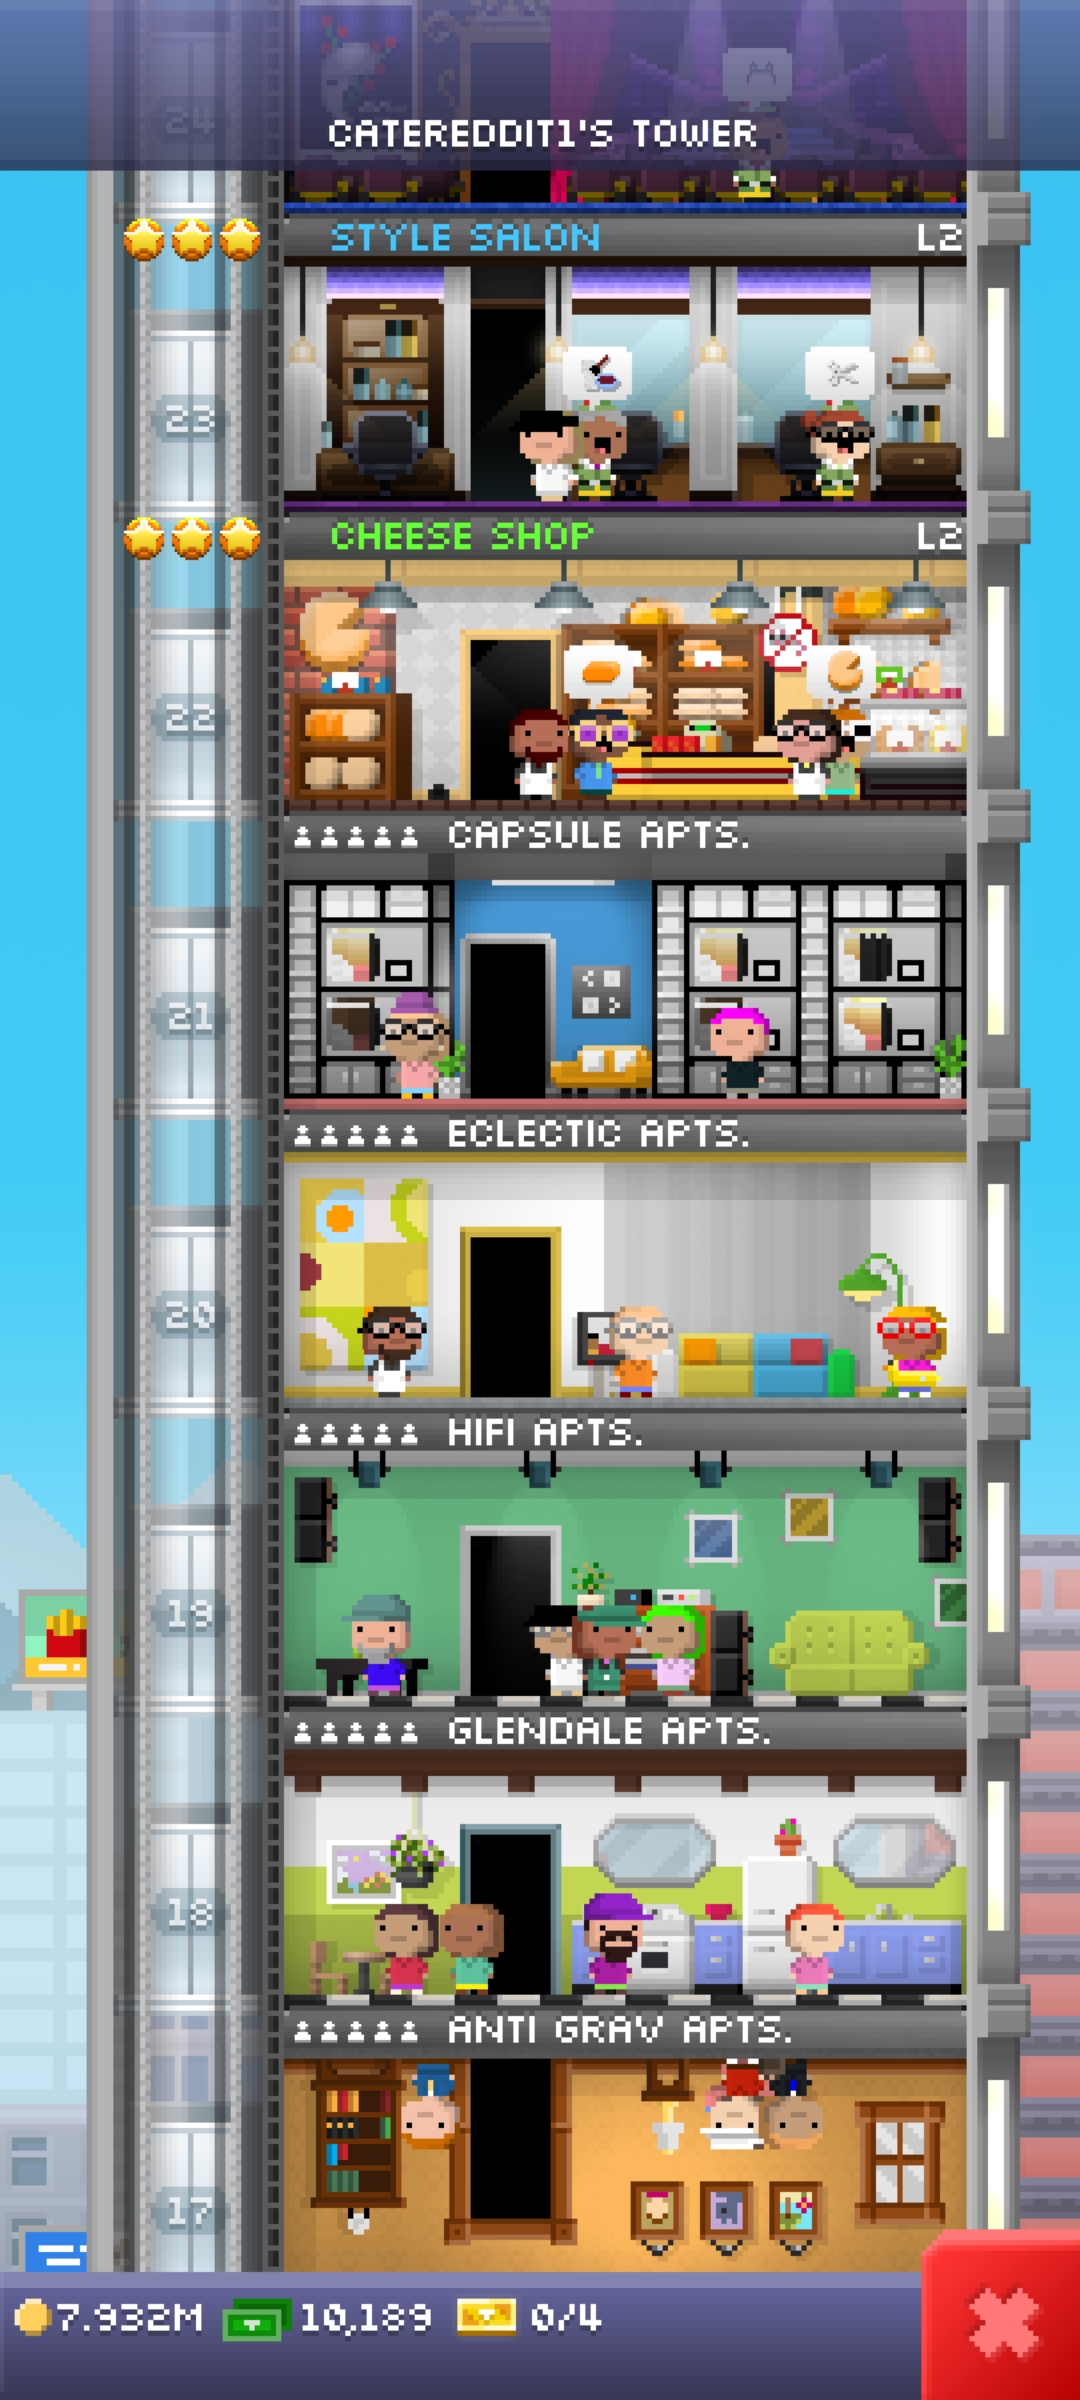 24
CATEREDDIT1'S TOWER
STYLE SALON L2
23
CHEESE SHOP L2
22
CAPSULE APTS.
21
ECLECTIC APTS.
20
HIFI APTS.
19
GLENDALE APTS.
18
ANTI GRAV APTS.
17
7.932M 10,189 0/4